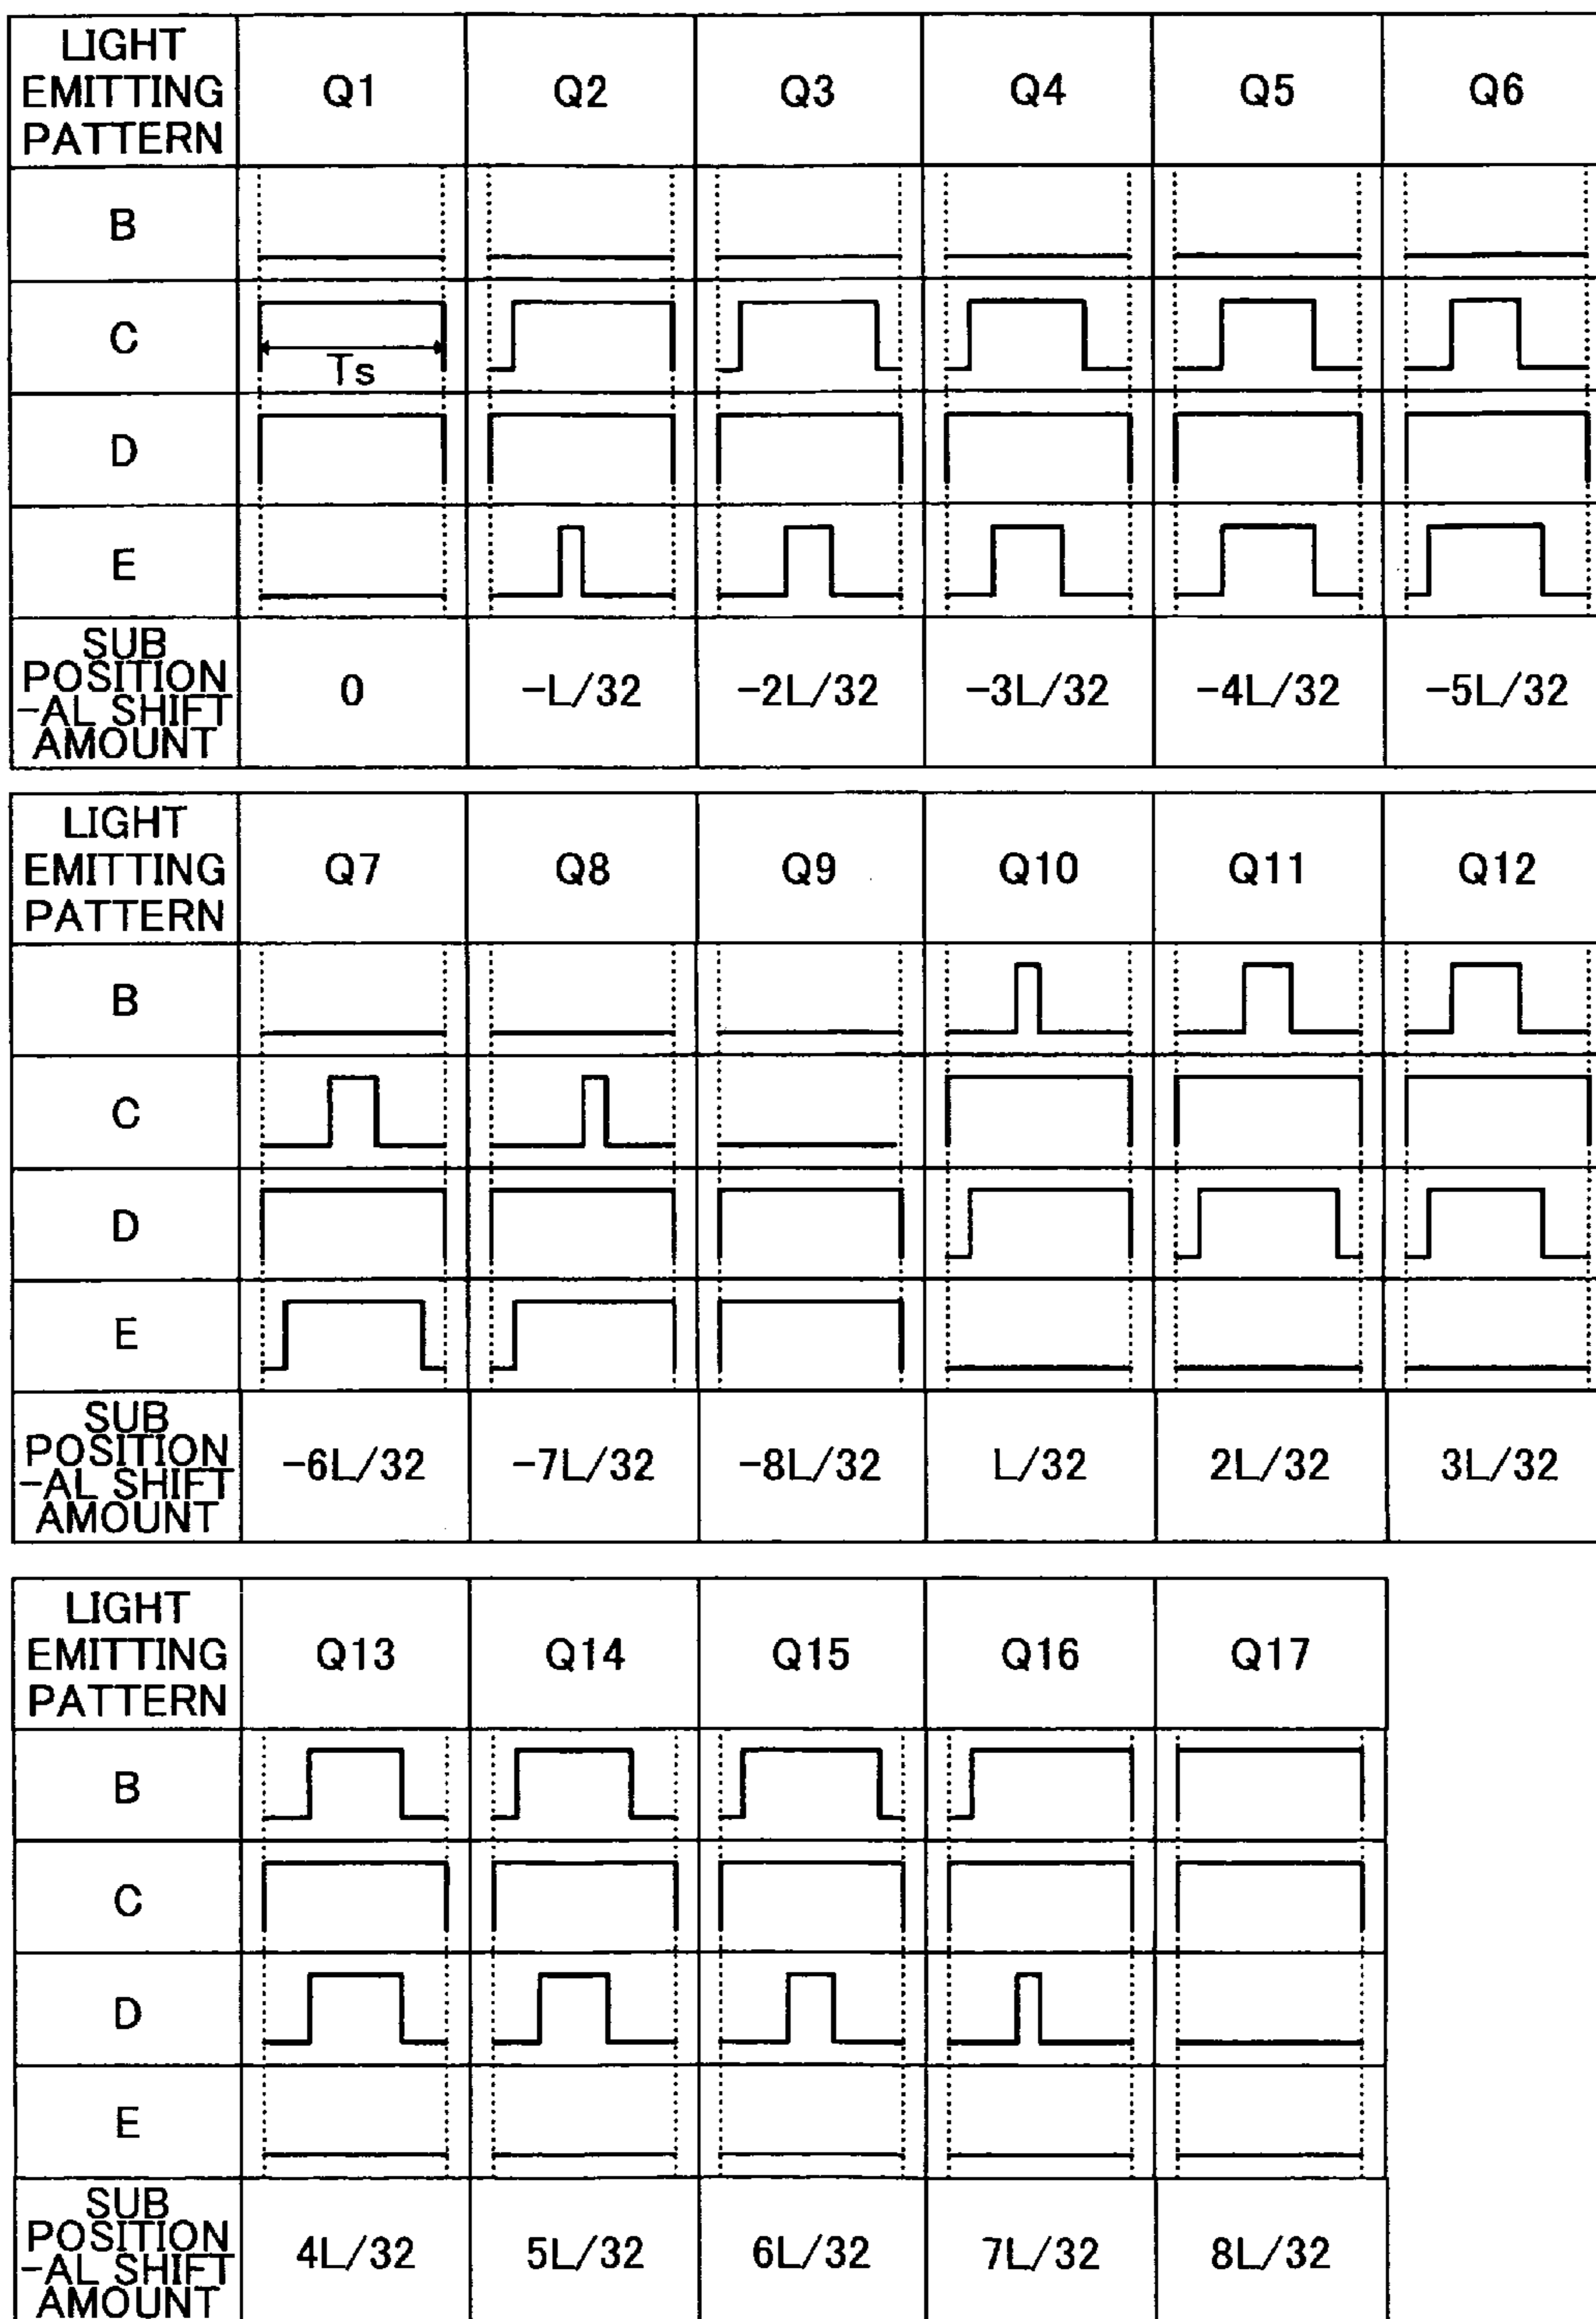 LIGHT
EMITTING
PATTERN
Q1 Q2 Q3 Q4 Q5 Q6
B
C
Ts
D
E
SUB
POSITION
-AL SHIFT
AMOUNT
0 -L/32 -2L/32 -3L/32 -4L/32 -5L/32
LIGHT
EMITTING
PATTERN
Q7 Q8 Q9 Q10 Q11 Q12
B
C
D
E
SUB
POSITION
-AL SHIFT
AMOUNT
-6L/32 -7L/32 -8L/32 L/32 2L/32 3L/32
LIGHT
EMITTING
PATTERN
Q13 Q14 Q15 Q16 Q17
B
C
D
E
SUB
POSITION
-AL SHIFT
AMOUNT
4L/32 5L/32 6L/32 7L/32 8L/32